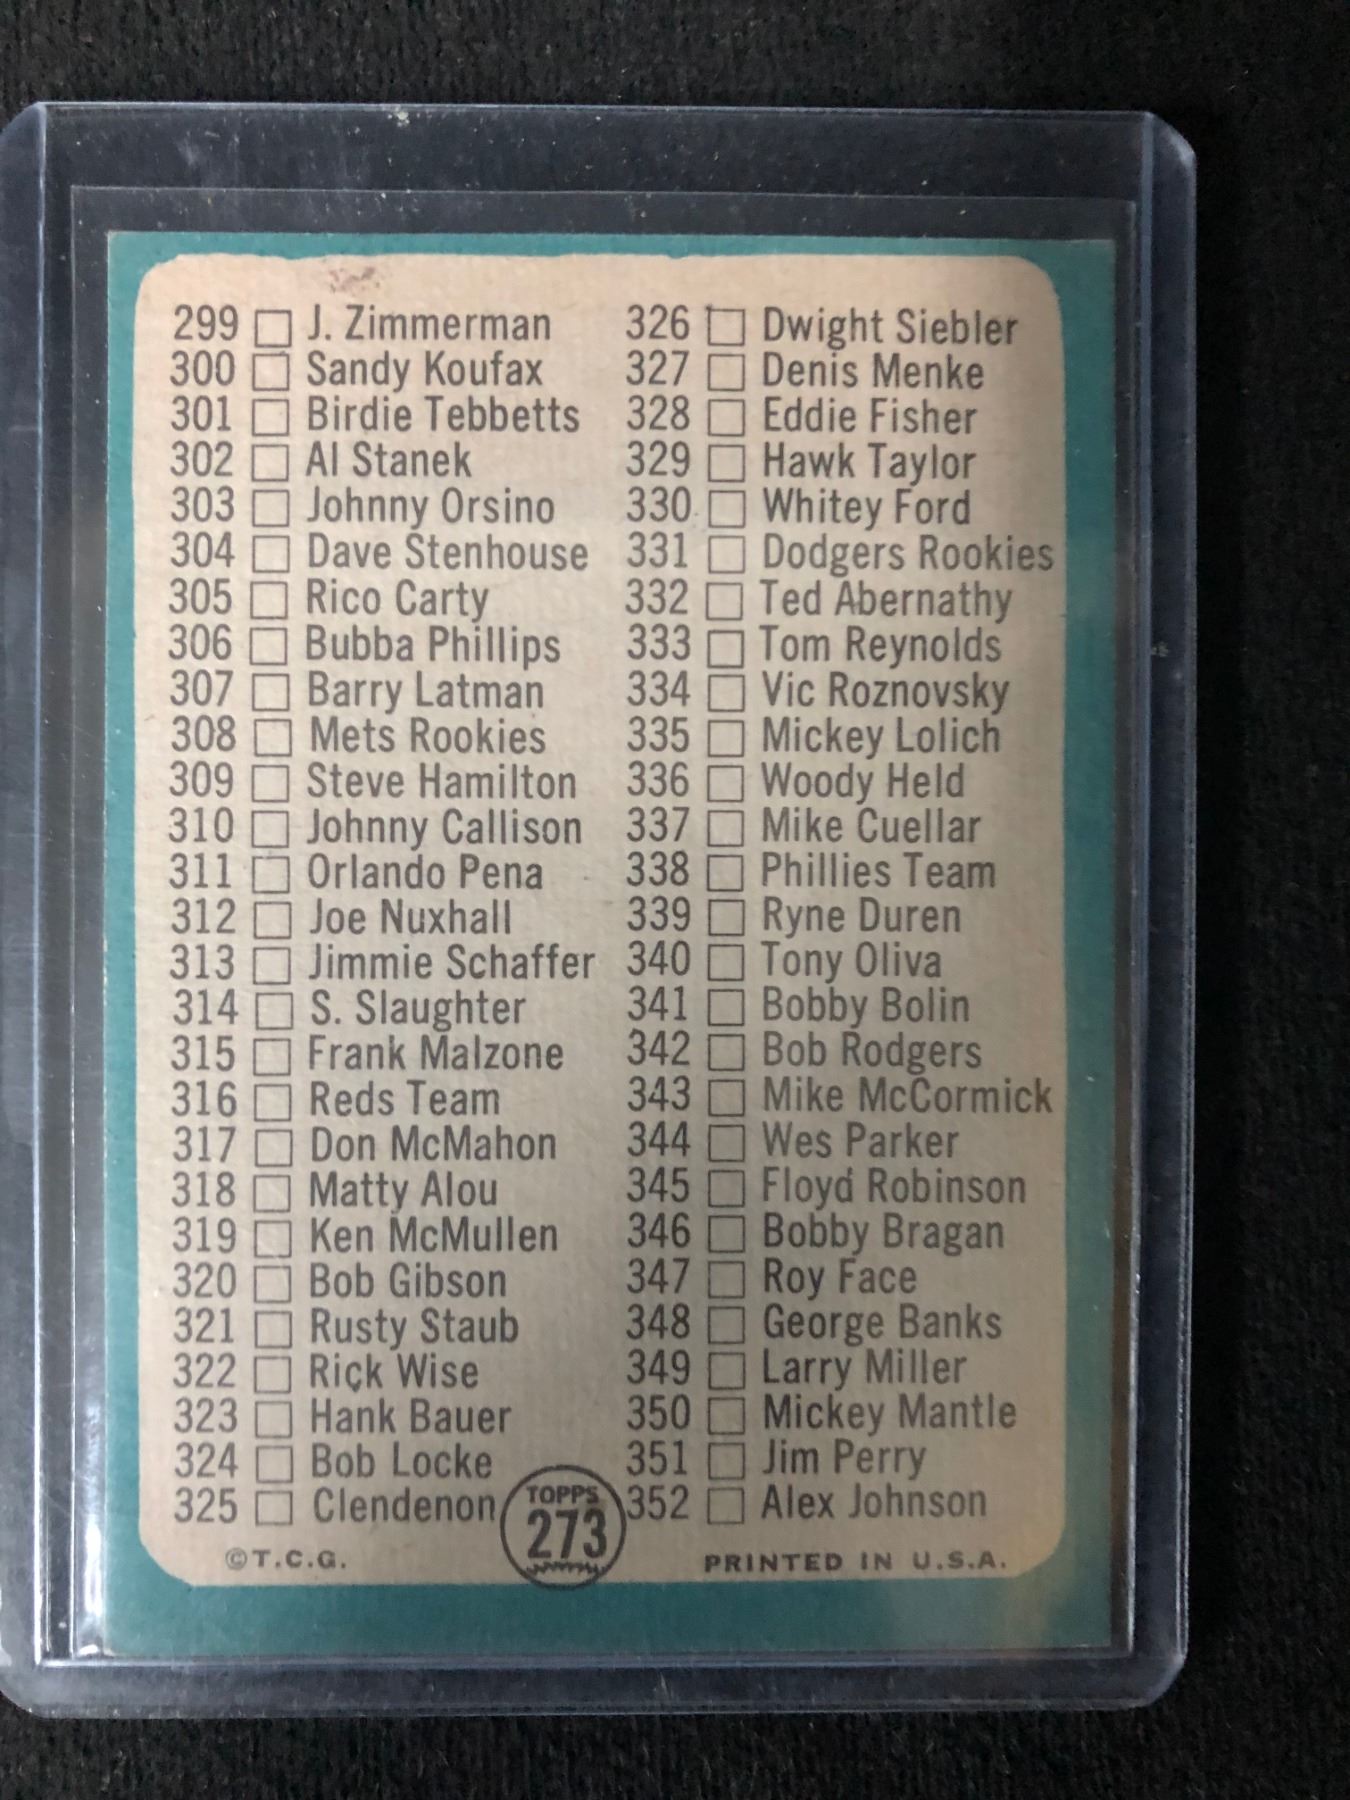 299 J. Zimmerman
300 Sandy Koufax
301 Birdie Tebbetts
302 Al Stanek
303 Johnny Orsino
304 Dave Stenhouse
305 Rico Carty
306 Bubba Phillips
307 Barry Latman
308 Mets Rookies
309 Steve Hamilton
310 Johnny Callison
311 Orlando Pena
312 Joe Nuxhall
313 Jimmie Schaffer
314 S. Slaughter
315 Frank Malzone
316 Reds Team
317 Don McMahon
318 Matty Alou
319 Ken McMullen
320 Bob Gibson
321 Rusty Staub
322 Rick Wise
323 Hank Bauer
324 Bob Locke
325 Clendenon
326 Dwight Siebler
327 Denis Menke
328 Eddie Fisher
329 Hawk Taylor
330 Whitey Ford
331 Dodgers Rookies
332 Ted Abernathy
333 Tom Reynolds
334 Vic Roznovsky
335 Mickey Lolich
336 Woody Held
337 Mike Cuellar
338 Phillies Team
339 Ryne Duren
340 Tony Oliva
341 Bobby Bolin
342 Bob Rodgers
343 Mike McCormick
344 Wes Parker
345 Floyd Robinson
346 Bobby Bragan
347 Roy Face
348 George Banks
349 Larry Miller
350 Mickey Mantle
351 Jim Perry
352 Alex Johnson
TOPPS
273
©T.C.G.
PRINTED IN U.S.A.